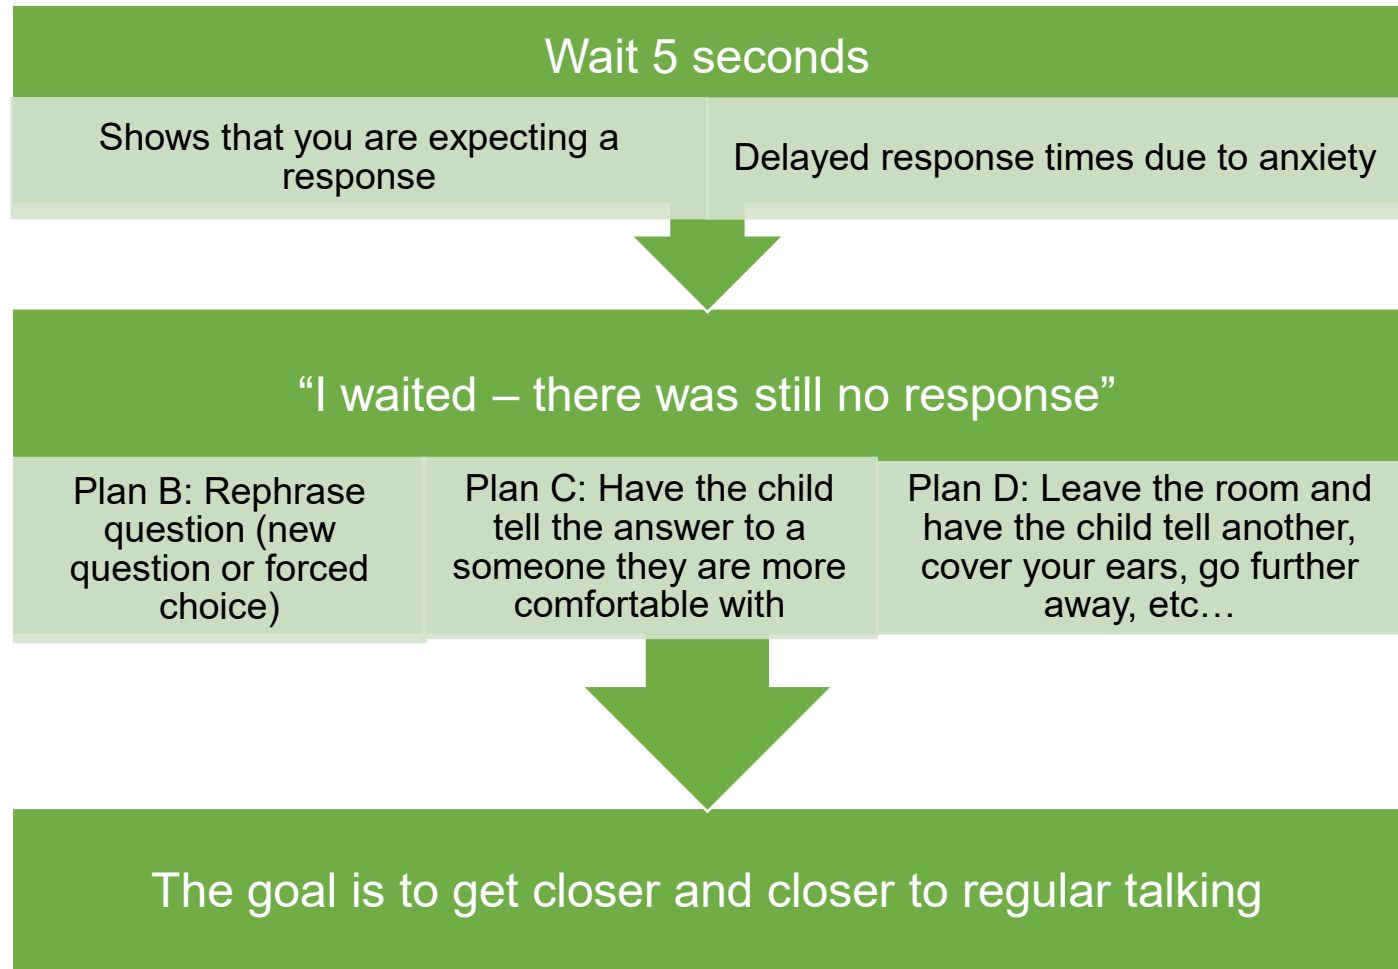 Wait 5 seconds
Shows that you are expecting a
response
Delayed response times due to anxiety
“I waited – there was still no response”
Plan B: Rephrase
question (new
question or forced
choice)
Plan C: Have the child
tell the answer to a
someone they are more
comfortable with
Plan D: Leave the room and
have the child tell another,
cover your ears, go further
away, etc…
The goal is to get closer and closer to regular talking